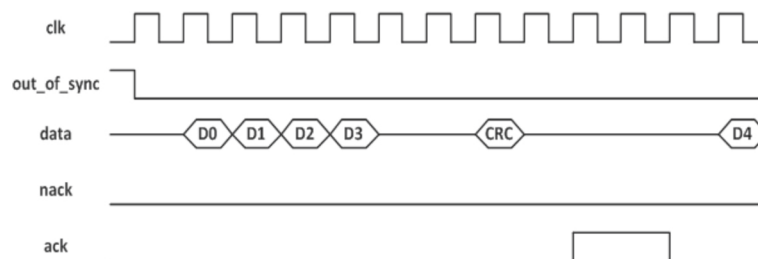 clk
out_of_sync
data D0 D1 D2 D3 CRC D4
nack
ack